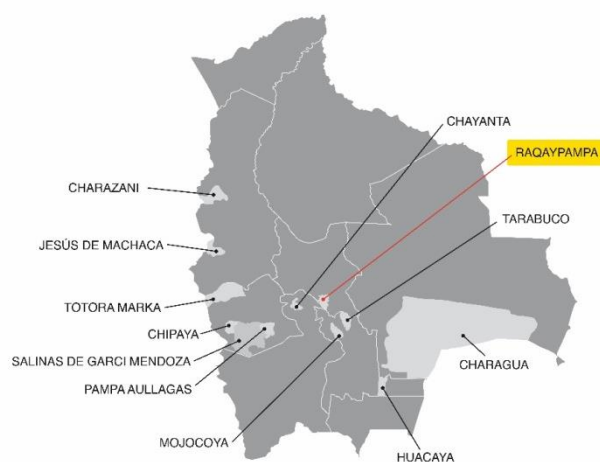 CHAYANTA
RAQAYPAMPA
CHARAZANI
TARABUCO
JESÚS DE MACHACA
TOTORA MARKA
CHIPAYA
SALINAS DE GARCI MENDOZA
CHARAGUA
PAMPA AULLAGAS
MOJOCOYA
HUACAYA